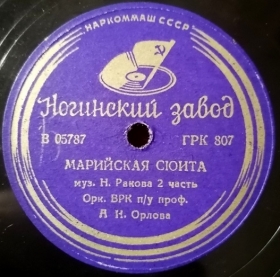 НАРКОММАШ СССР
Ногинский завод
В 05787 ГРК 807
МАРИЙСКАЯ СЮИТА
муз. Н. Ракова 2 часть
Орк. ВРК п/у проф.
А И. Орлова